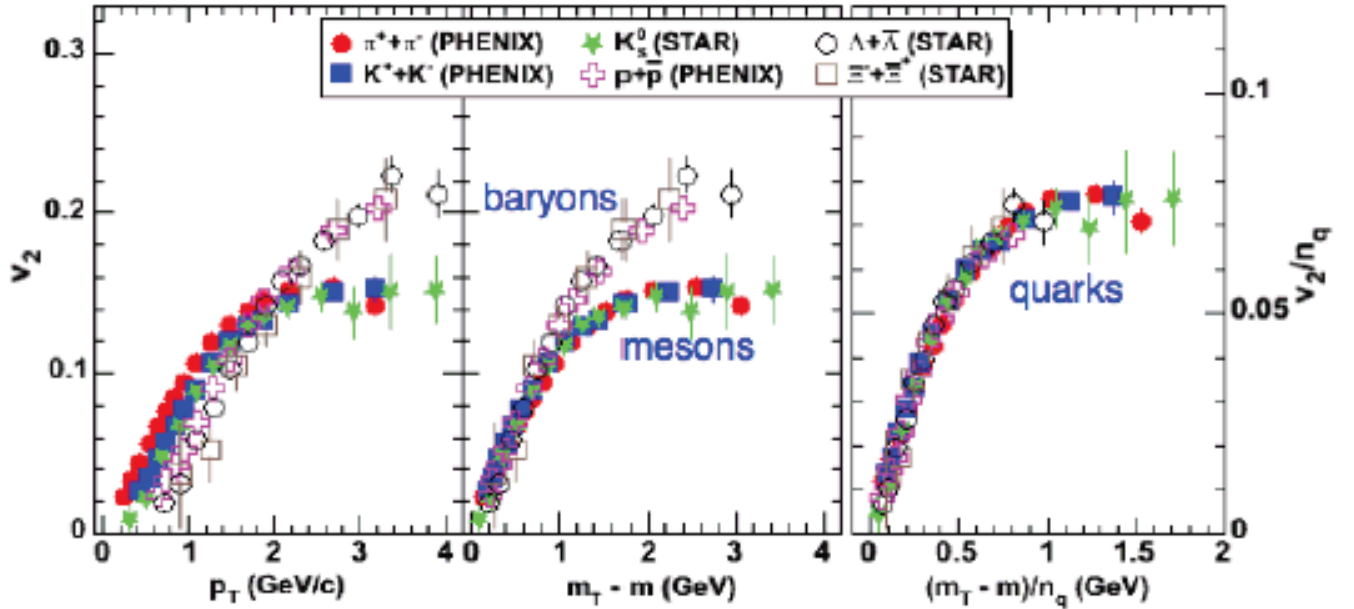 π⁺+π⁻ (PHENIX) K⁰ₛ (STAR) Λ+Λ̅ (STAR)
K⁺+K⁻ (PHENIX) p+p̅ (PHENIX) Ξ⁻+Ξ̅⁺ (STAR)
0.3
0.2
0.1
0
v₂
baryons
mesons
quarks
0.1
0.05
0
v₂/n_q
0 1 2 3 4
0 1 2 3 4
0 0.5 1 1.5 2
p_T (GeV/c)
m_T - m (GeV)
(m_T - m)/n_q (GeV)